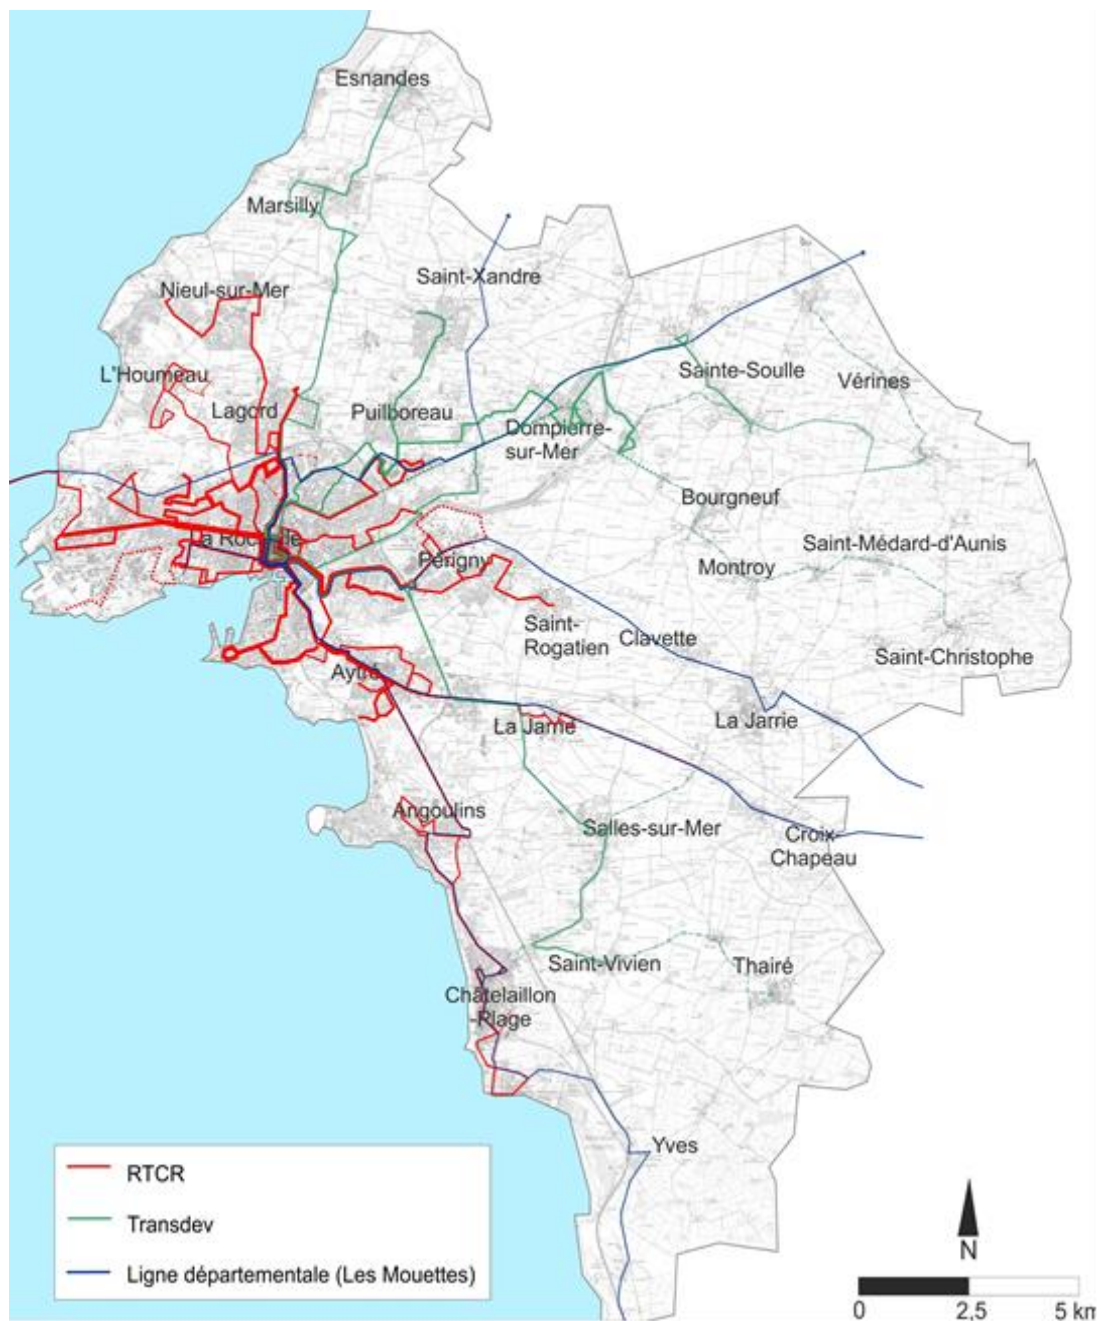 Esnandes
Marsilly
Saint-Xandre
Nieul-sur-Mer
L'Houmeau
Sainte-Soulle
Vérines
Lagord
Puilboreau
Dompierre-
sur-Mer
Bourgneuf
La Rochelle
Périgny
Saint-Médard-d'Aunis
Montroy
Saint-
Rogatien
Clavette
Saint-Christophe
Aytré
La Jarne
La Jarrie
Angoulins
Salles-sur-Mer
Croix
Chapeau
Saint-Vivien
Thairé
Châtelaillon
-Plage
Yves
RTCR
Transdev
Ligne départementale (Les Mouettes)
N
0 2,5 5 km